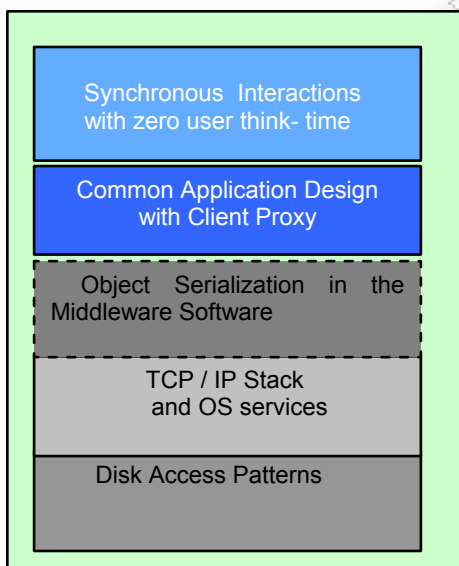 Synchronous Interactions
with zero user think- time
Common Application Design
with Client Proxy
Object Serialization in the
Middleware Software
TCP / IP Stack
and OS services
Disk Access Patterns